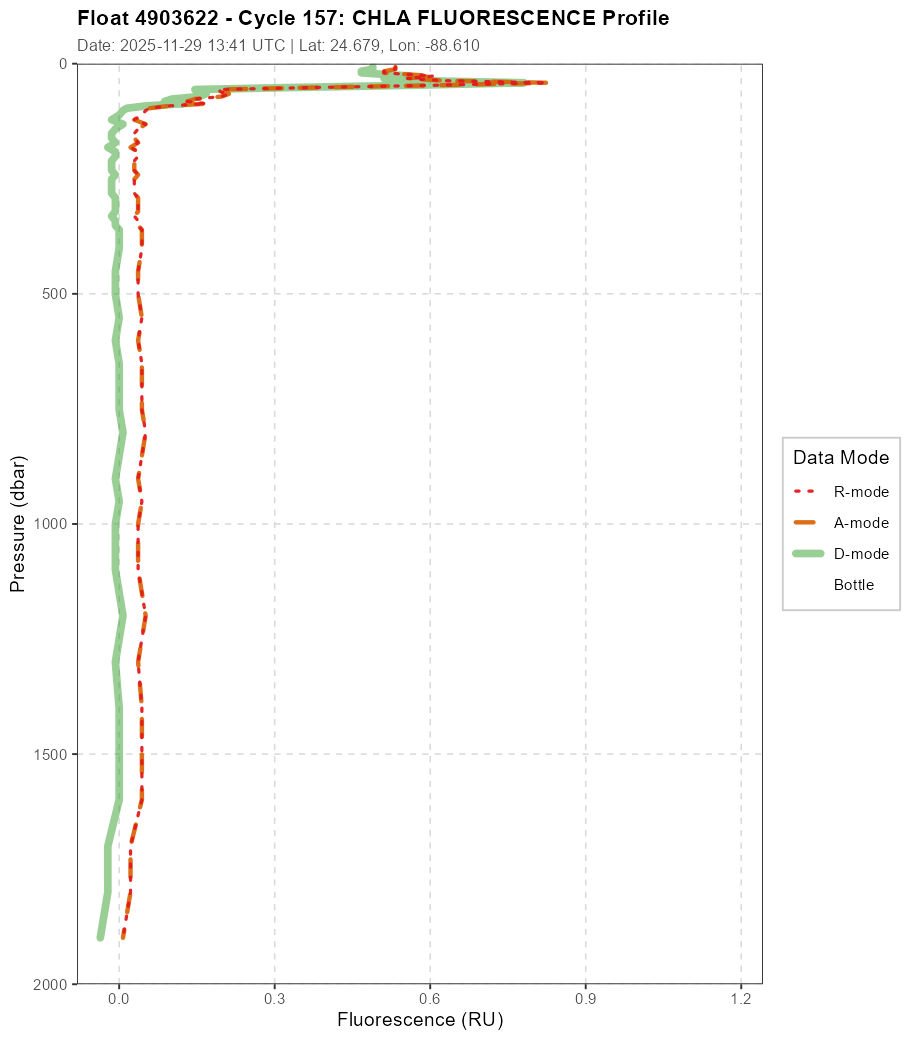 Float 4903622 - Cycle 157: CHLA FLUORESCENCE Profile
Date: 2025-11-29 13:41 UTC | Lat: 24.679, Lon: -88.610
0
500
1000
1500
2000
Pressure (dbar)
0.0 0.3 0.6 0.9 1.2
Fluorescence (RU)
Data Mode
R-mode
A-mode
D-mode
Bottle